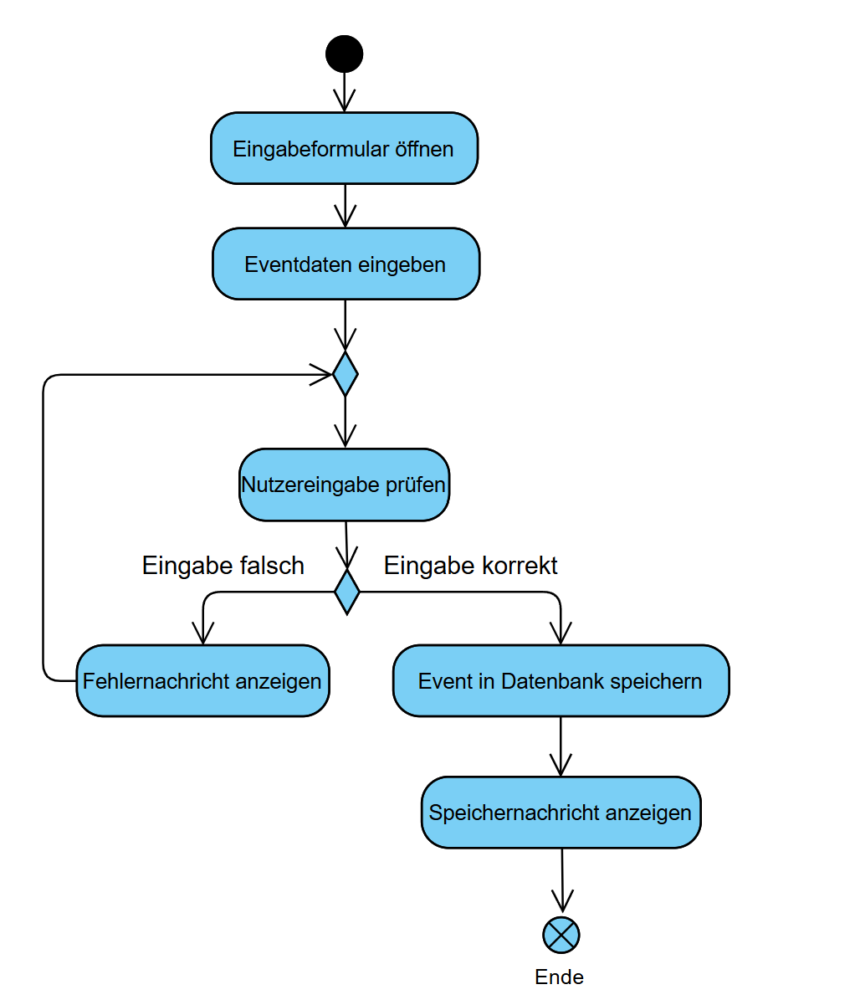 Eingabeformular öffnen
Eventdaten eingeben
Nutzereingabe prüfen
Eingabe falsch
Eingabe korrekt
Fehlernachricht anzeigen
Event in Datenbank speichern
Speichernachricht anzeigen
Ende